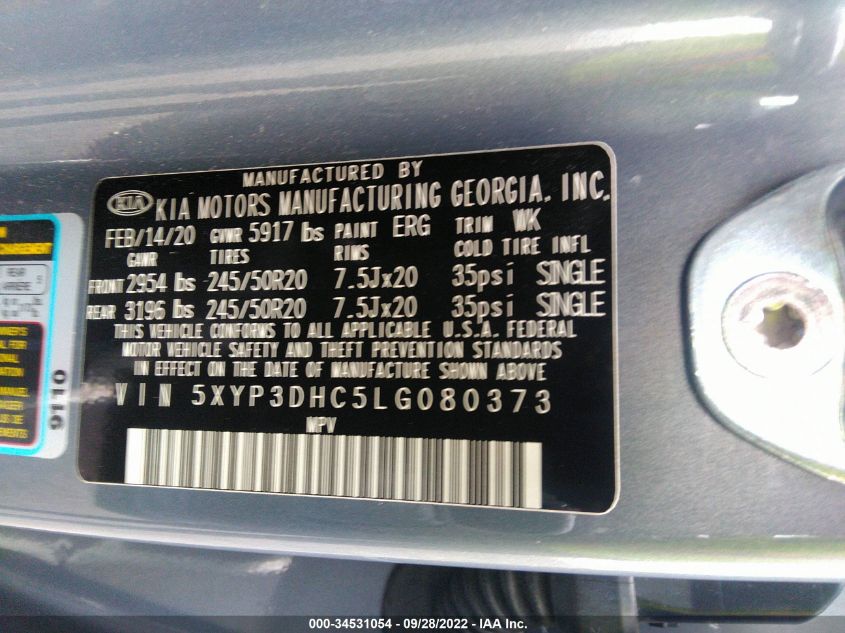 MANUFACTURED BY
KIA KIA MOTORS MANUFACTURING GEORGIA. INC.
FEB/14/20 GVWR 5917 lbs PAINT ERG TRIM WK
GAWR TIRES RIMS COLD TIRE INFL
FRONT 2954 lbs 245/50R20 7.5Jx20 35psi SINGLE
REAR 3196 lbs 245/50R20 7.5Jx20 35psi SINGLE
THIS VEHICLE CONFORMS TO ALL APPLICABLE U.S.A. FEDERAL
MOTOR VEHICLE SAFETY AND THEFT PREVENTION STANDARDS
IN EFFECT ON THE DATE OF MANUFACTURE SHOWN ABOVE
VIN 5XYP3DHC5LG080373
MPV
REAR
9110
000-34531054 - 09/28/2022 - IAA Inc.